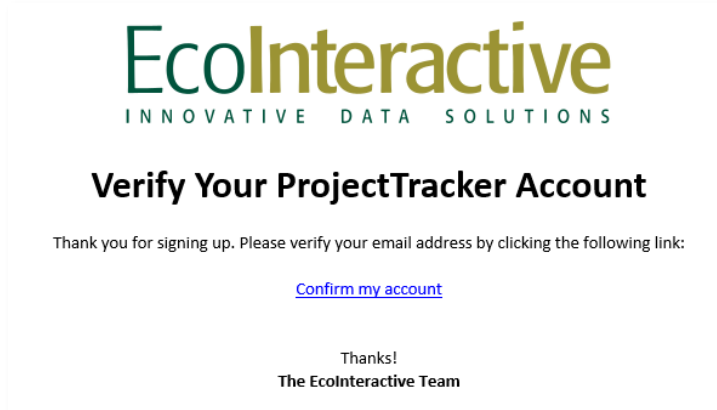 EcoInteractive
INNOVATIVE DATA SOLUTIONS
Verify Your ProjectTracker Account
Thank you for signing up. Please verify your email address by clicking the following link:
Confirm my account
Thanks!
The EcoInteractive Team